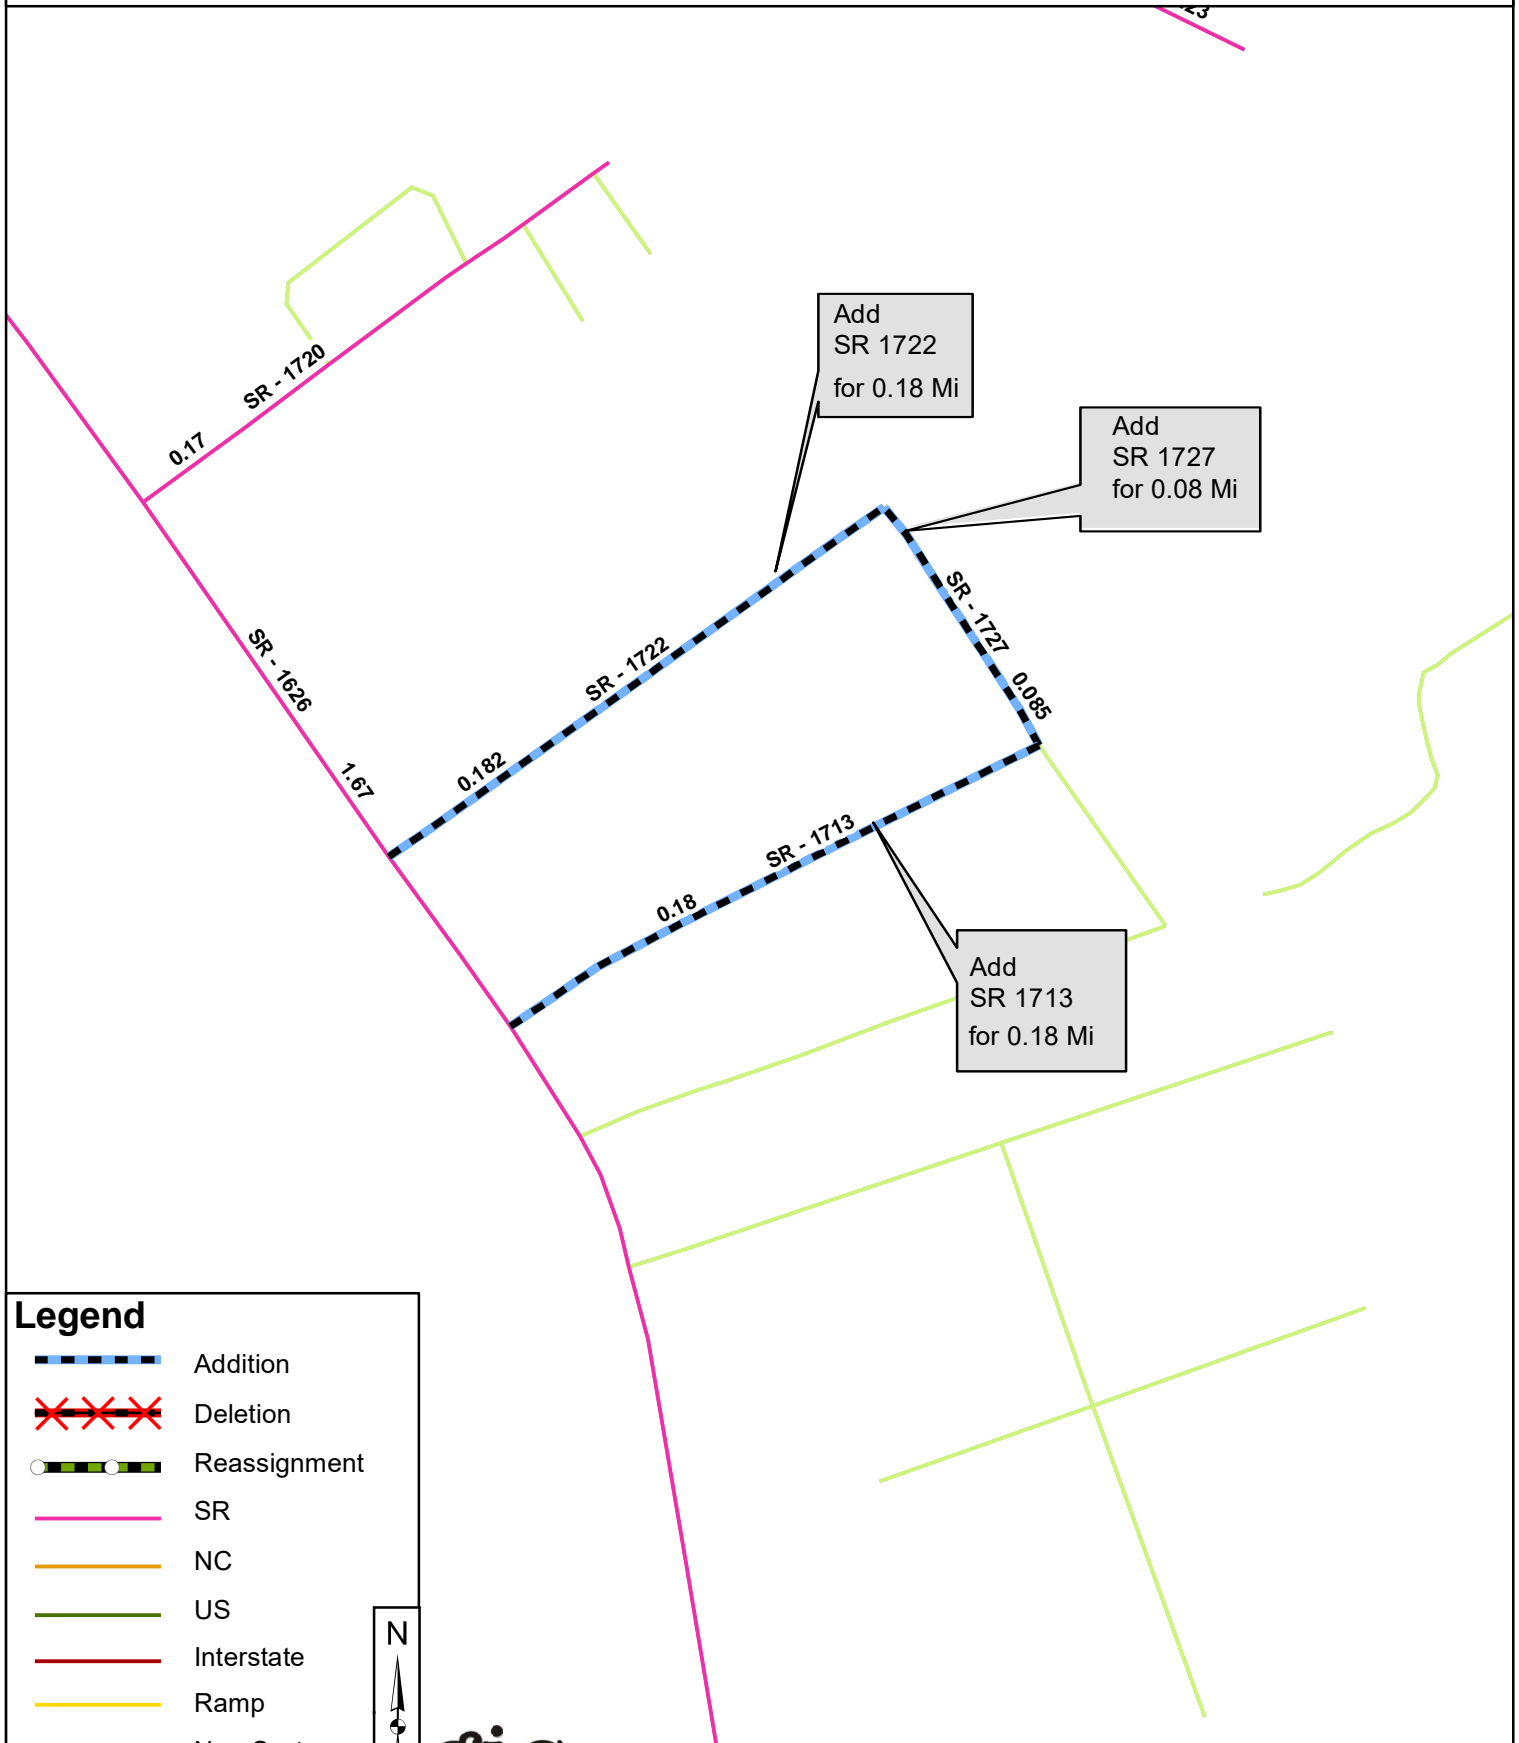 SR - 1720
0.17
Add
SR 1722
for 0.18 Mi
Add
SR 1727
for 0.08 Mi
SR - 1727
0.085
SR - 1722
0.182
SR - 1626
1.67
SR - 1713
0.18
Add
SR 1713
for 0.18 Mi
Legend
Addition
Deletion
Reassignment
SR
NC
US
Interstate
Ramp
N